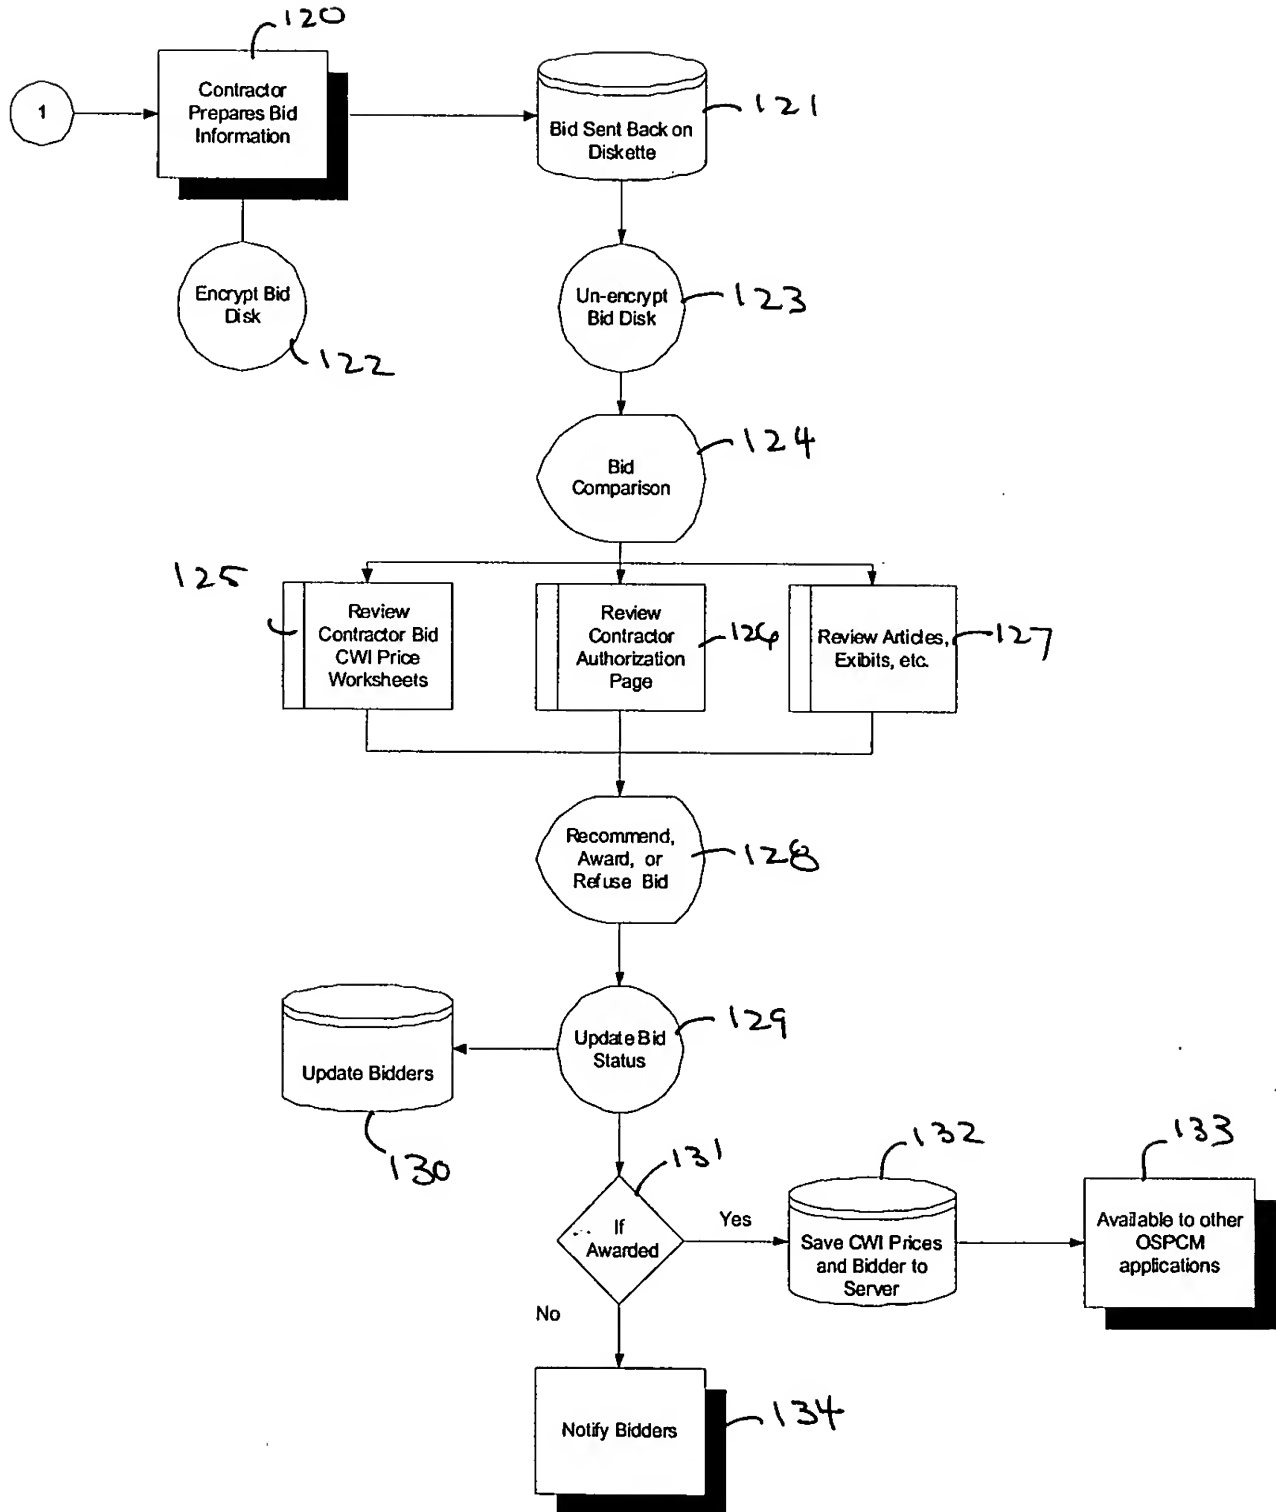 120
1
Contractor
Prepares Bid
Information
Bid Sent Back on
Diskette
121
Encrypt Bid
Disk
122
Un-encrypt
Bid Disk
123
Bid
Comparison
124
125
Review
Contractor Bid
CWI Price
Worksheets
Review
Contractor
Authorization
Page
126
Review Articles,
Exibits, etc.
127
Recommend,
Award, or
Refuse Bid
128
Update Bid
Status
129
Update Bidders
130
131
If
Awarded
Yes
No
132
Save CWI Prices
and Bidder to
Server
133
Available to other
OSPCM
applications
Notify Bidders
134